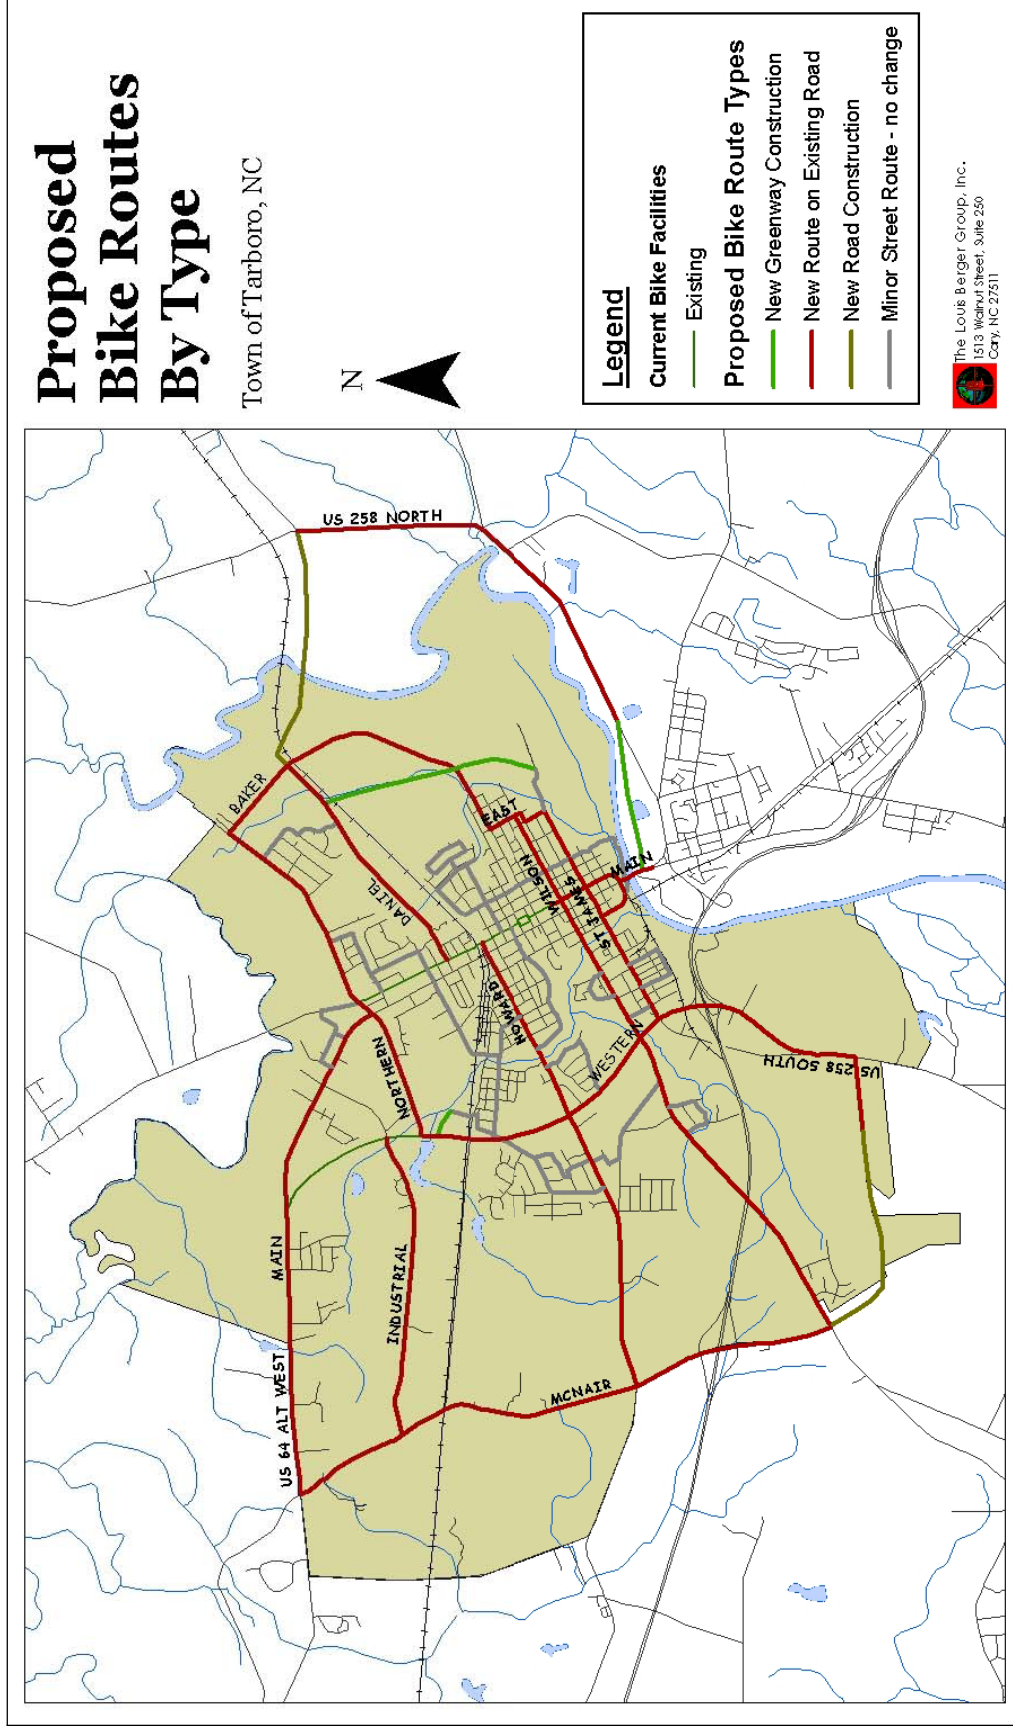 Proposed
Bike Routes
By Type
Town of Tarboro, NC
N
Legend
Current Bike Facilities
Existing
Proposed Bike Route Types
New Greenway Construction
New Route on Existing Road
New Road Construction
Minor Street Route - no change
The Louis Berger Group, Inc.
1513 Walnut Street, Suite 250
Cary, NC 27511
US 64 ALT WEST
MAIN
BAKER
US 258 NORTH
NORTHERN
DANIEL
INDUSTRIAL
HOWARD
EAST
WILSON
MAIN
ST JAMES
WESTERN
MCNAIR
US 258 SOUTH